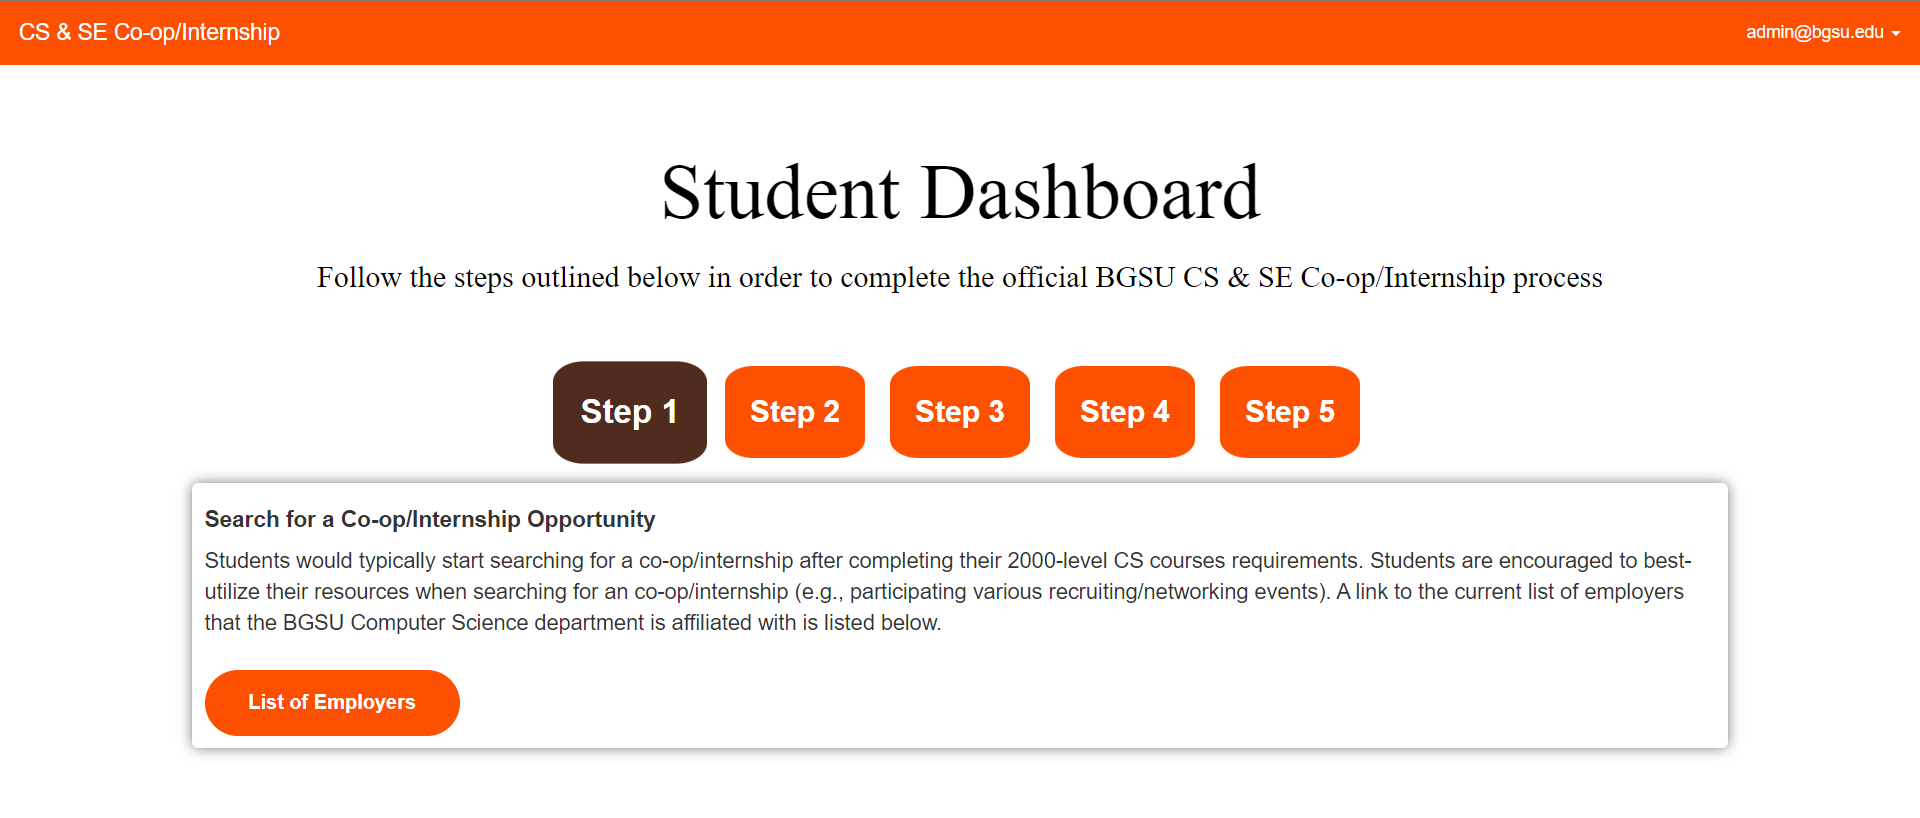 CS & SE Co-op/Internship
admin@bgsu.edu
Student Dashboard
Follow the steps outlined below in order to complete the official BGSU CS & SE Co-op/Internship process
Step 1
Step 2
Step 3
Step 4
Step 5
Search for a Co-op/Internship Opportunity
Students would typically start searching for a co-op/internship after completing their 2000-level CS courses requirements. Students are encouraged to best-
utilize their resources when searching for an co-op/internship (e.g., participating various recruiting/networking events). A link to the current list of employers
that the BGSU Computer Science department is affiliated with is listed below.
List of Employers